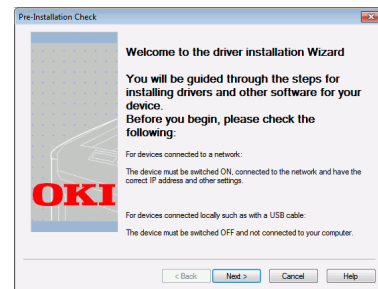 Pre-Installation Check
Welcome to the driver installation Wizard
You will be guided through the steps for
installing drivers and other software for your
device.
Before you begin, please check the
following:
For devices connected to a network:
The device must be switched ON, connected to the network and have the
correct IP address and other settings.
OKI
For devices connected locally such as with a USB cable:
The device must be switched OFF and not connected to your computer.
< Back
Next >
Cancel
Help